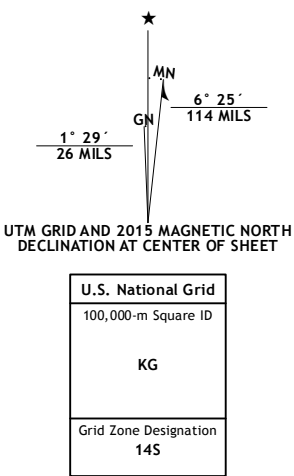 ★
MN
6° 25´
114 MILS
GN
1° 29´
26 MILS
UTM GRID AND 2015 MAGNETIC NORTH
DECLINATION AT CENTER OF SHEET
U.S. National Grid
100,000-m Square ID
KG
Grid Zone Designation
14S